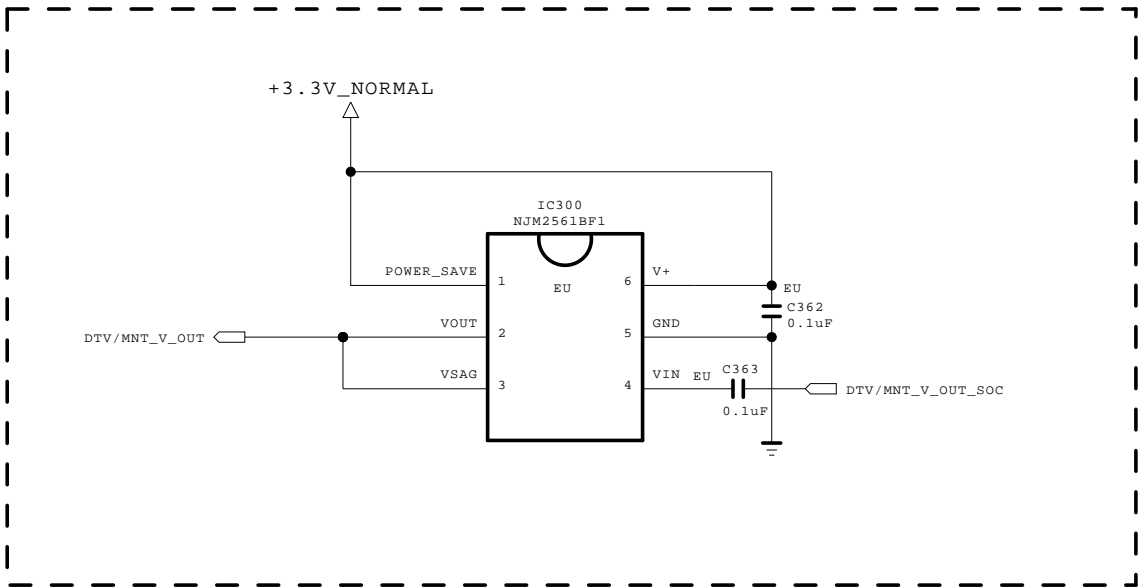 +3.3V_NORMAL
IC300
NJM2561BF1
POWER_SAVE 1 EU 6 V+
EU
C362
0.1uF
DTV/MNT_V_OUT VOUT 2 5 GND
VSAG 3 4 VIN EU C363
DTV/MNT_V_OUT_SOC
0.1uF